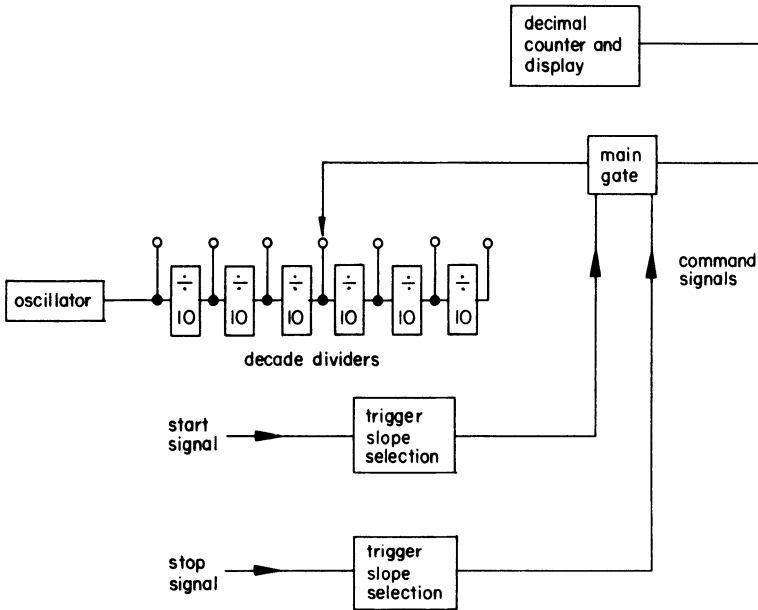 decimal
counter and
display
main
gate
command
signals
oscillator
÷
10
÷
10
÷
10
÷
10
÷
10
÷
10
decade dividers
start
signal
trigger
slope
selection
stop
signal
trigger
slope
selection